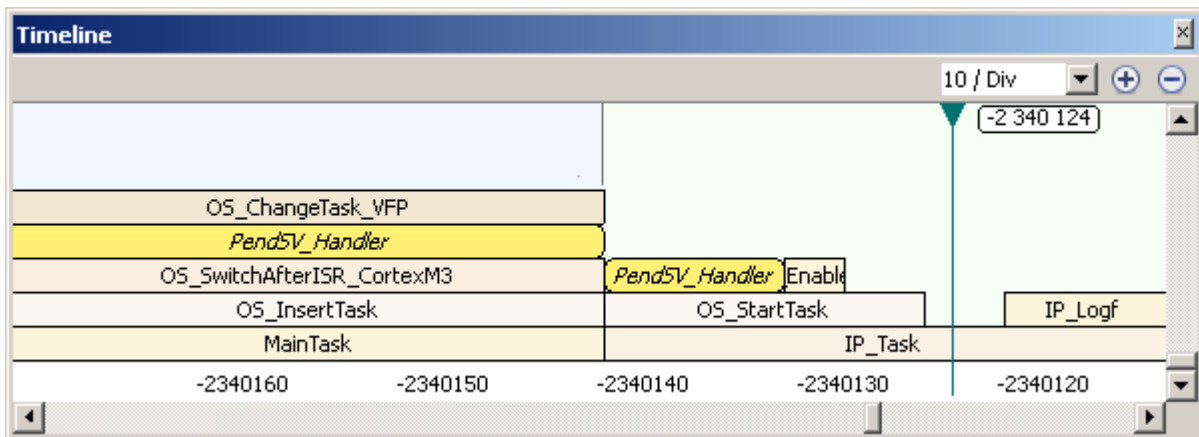 Timeline
10 / Div
-2 340 124
OS_ChangeTask_VFP
PendSV_Handler
OS_SwitchAfterISR_CortexM3 PendSV_Handler Enable
OS_InsertTask OS_StartTask IP_Logf
MainTask IP_Task
-2340160 -2340150 -2340140 -2340130 -2340120